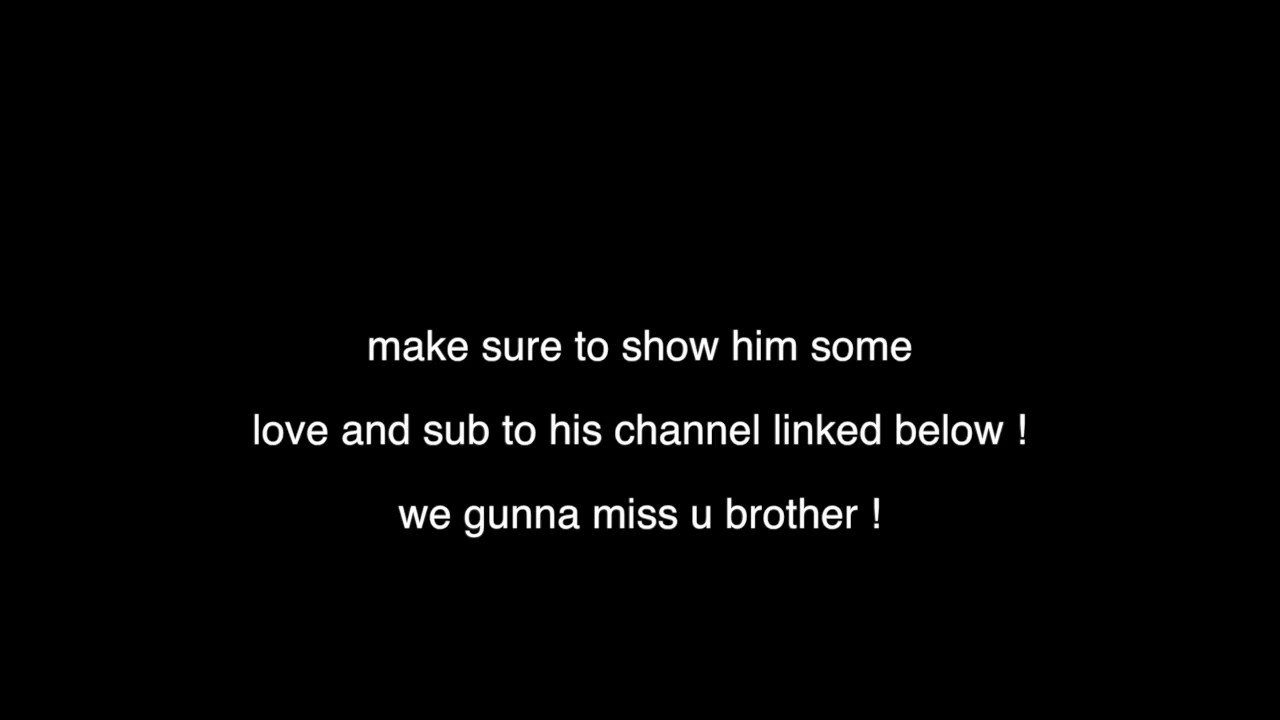 make sure to show him some
love and sub to his channel linked below !
we gunna miss u brother !